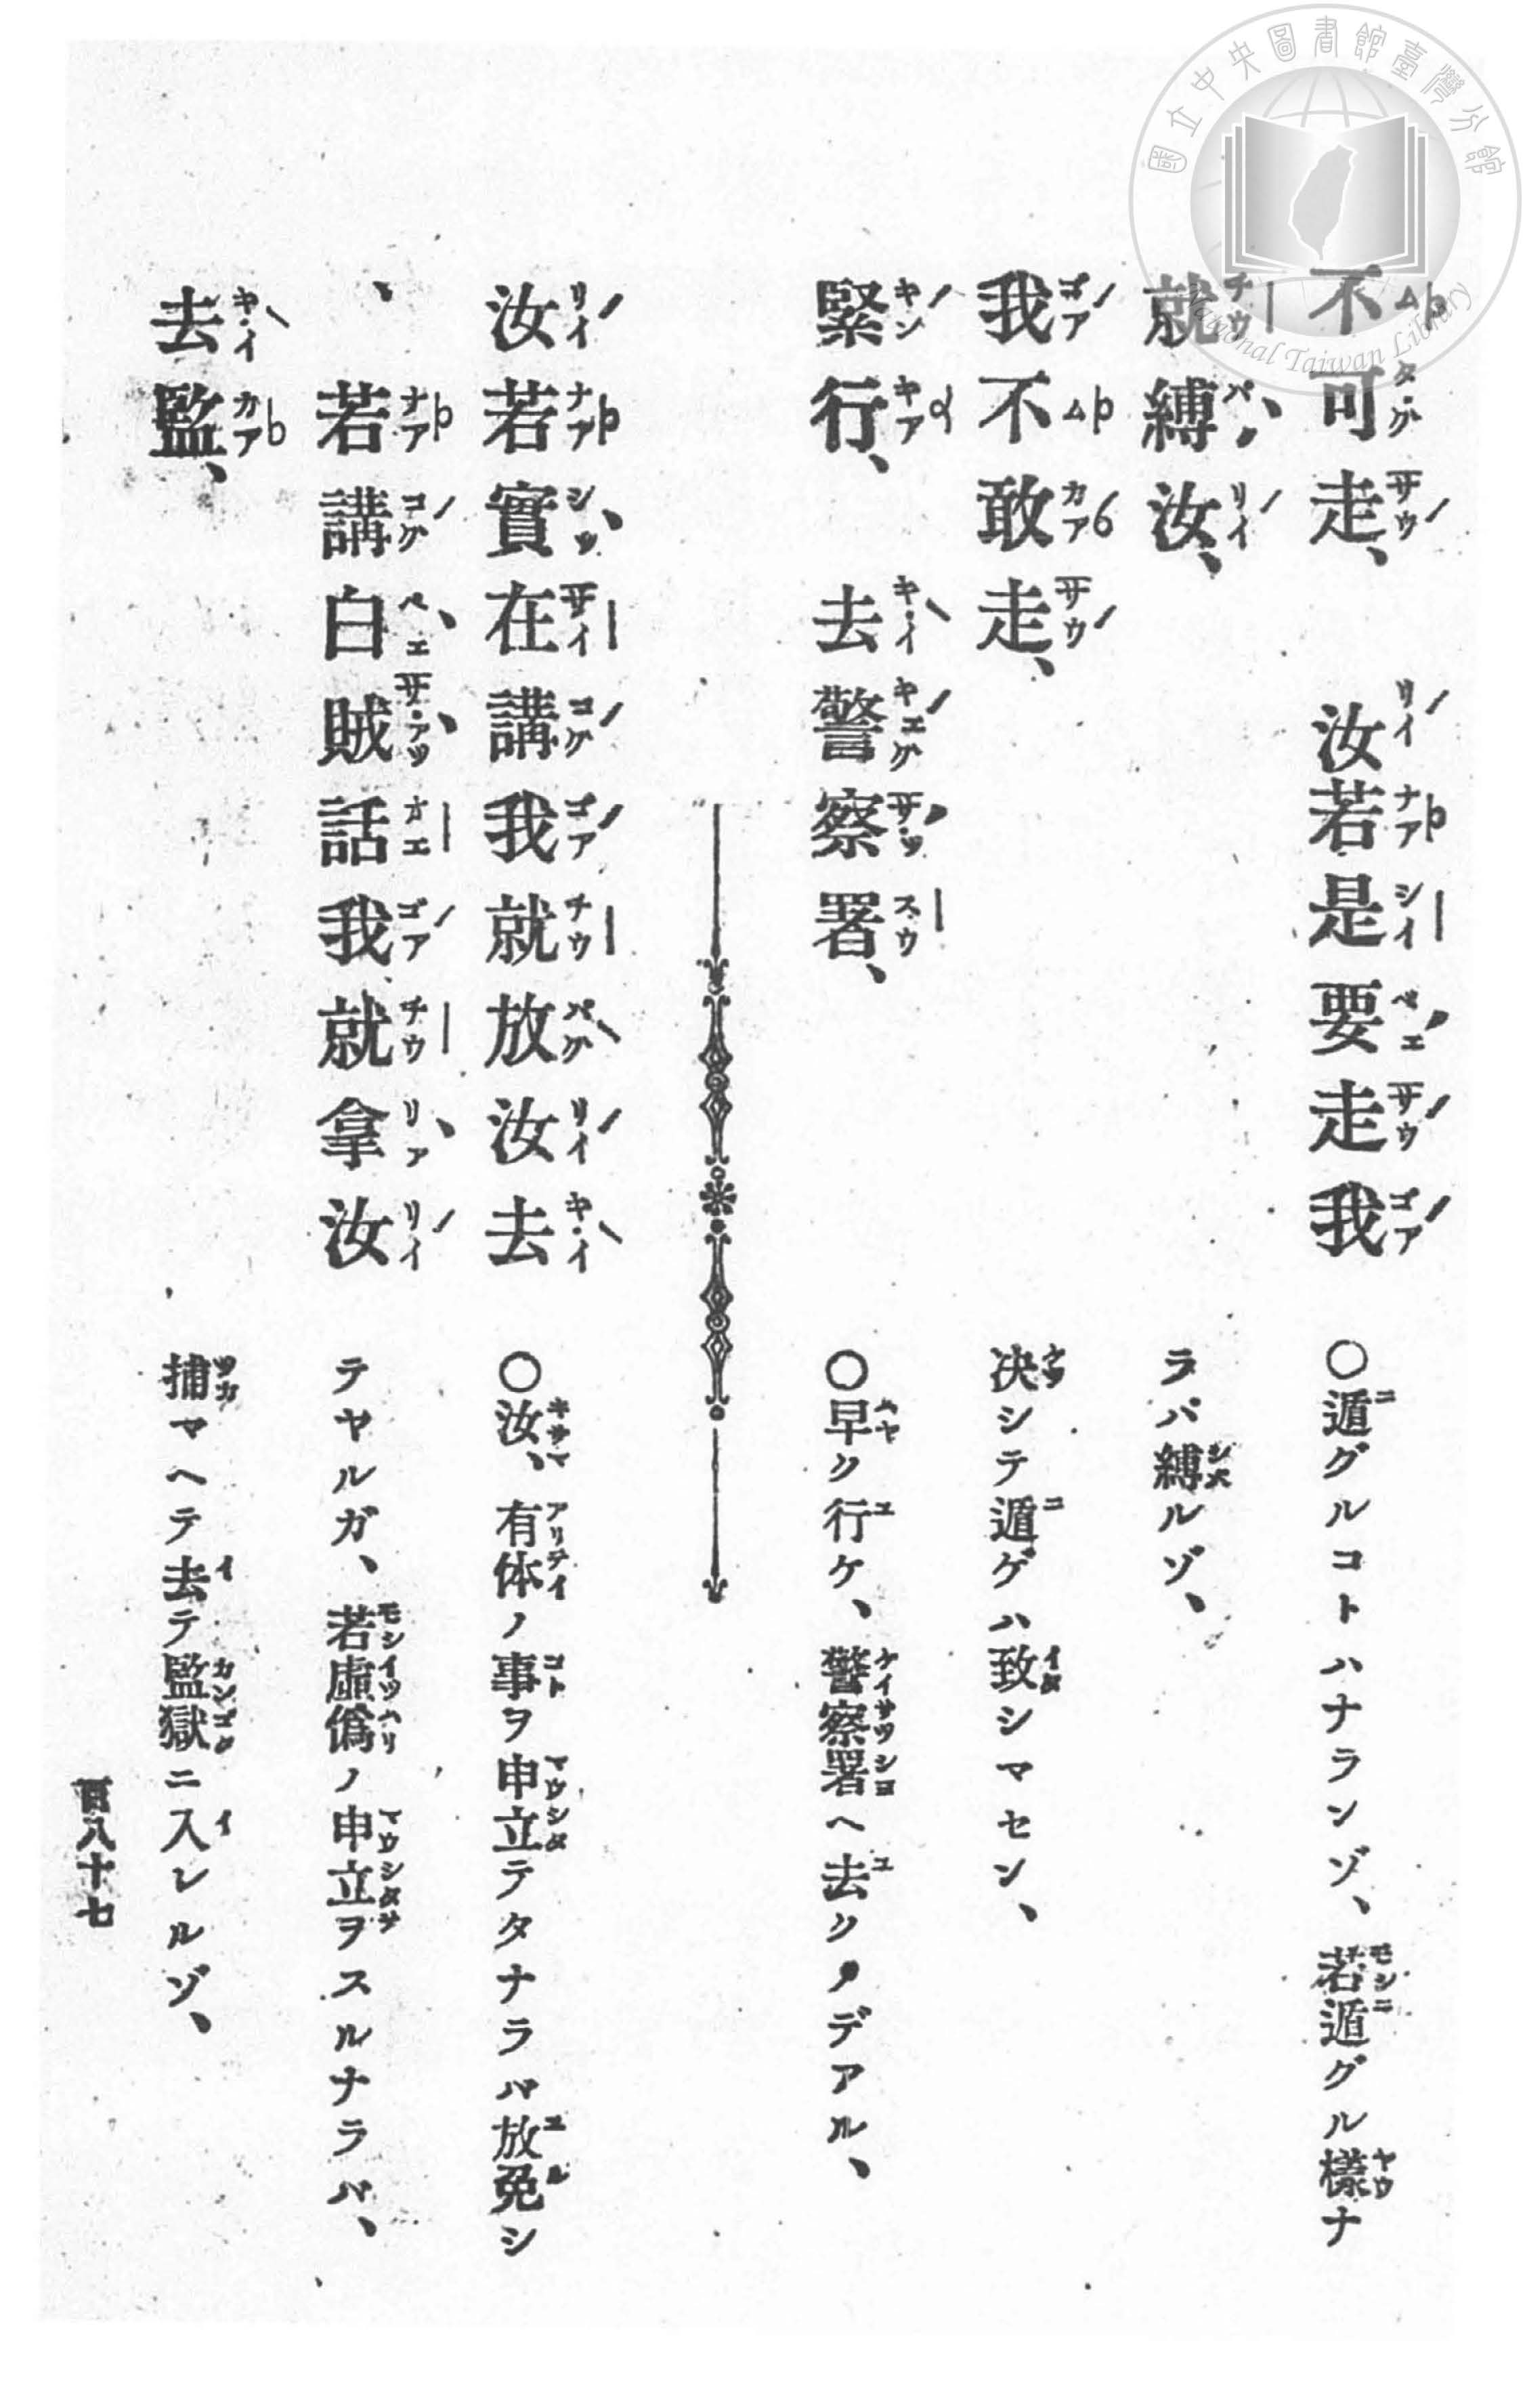 不可走、 汝若是要走我
就縛汝、
我不敢走、
緊行、 去警察署、
汝若實在講我就放汝去
、若講白賊話我就拿汝
去監、
〇遁グルコトハナランゾ、若遁グル樣ナ
ラバ縛ルゾ、
决シテ遁ゲハ致シマセン、
〇早ク行ケ、警察署ヘ去クノデアル、
〇汝、有体ノ事ヲ申立テタナラバ放免シ
テヤルガ、若虛僞ノ申立ヲスルナラバ、
捕マヘテ去テ監獄ニ入レルゾ、
百八十七
國立中央圖書館臺灣分館
National Taiwan Library